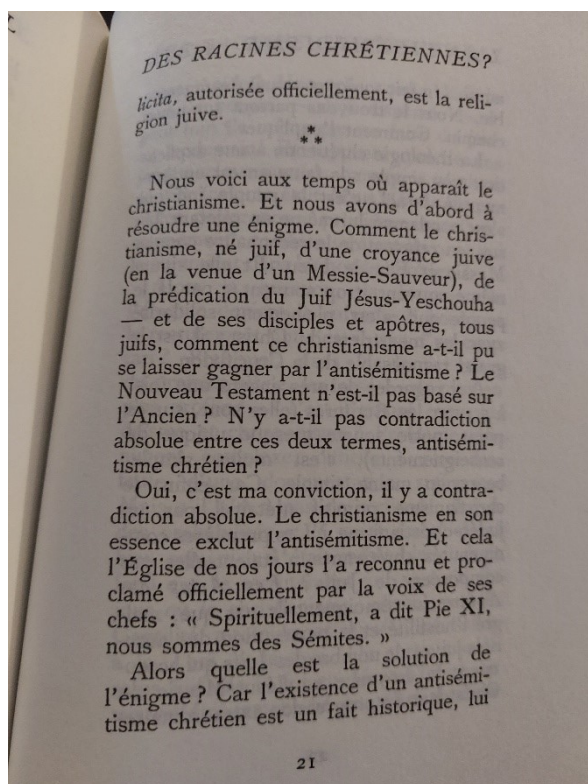 DES RACINES CHRÉTIENNES?
licita, autorisée officiellement, est la reli-
gion juive.
* * *
Nous voici aux temps où apparaît le
christianisme. Et nous avons d'abord à
résoudre une énigme. Comment le chris-
tianisme, né juif, d'une croyance juive
(en la venue d'un Messie-Sauveur), de
la prédication du Juif Jésus-Yeschouha
— et de ses disciples et apôtres, tous
juifs, comment ce christianisme a-t-il pu
se laisser gagner par l'antisémitisme ? Le
Nouveau Testament n'est-il pas basé sur
l'Ancien ? N'y a-t-il pas contradiction
absolue entre ces deux termes, antisémi-
tisme chrétien ?
Oui, c'est ma conviction, il y a contra-
diction absolue. Le christianisme en son
essence exclut l'antisémitisme. Et cela
l'Église de nos jours l'a reconnu et pro-
clamé officiellement par la voix de ses
chefs : « Spirituellement, a dit Pie XI,
nous sommes des Sémites. »
Alors quelle est la solution de
l'énigme ? Car l'existence d'un antisémi-
tisme chrétien est un fait historique, lui
21